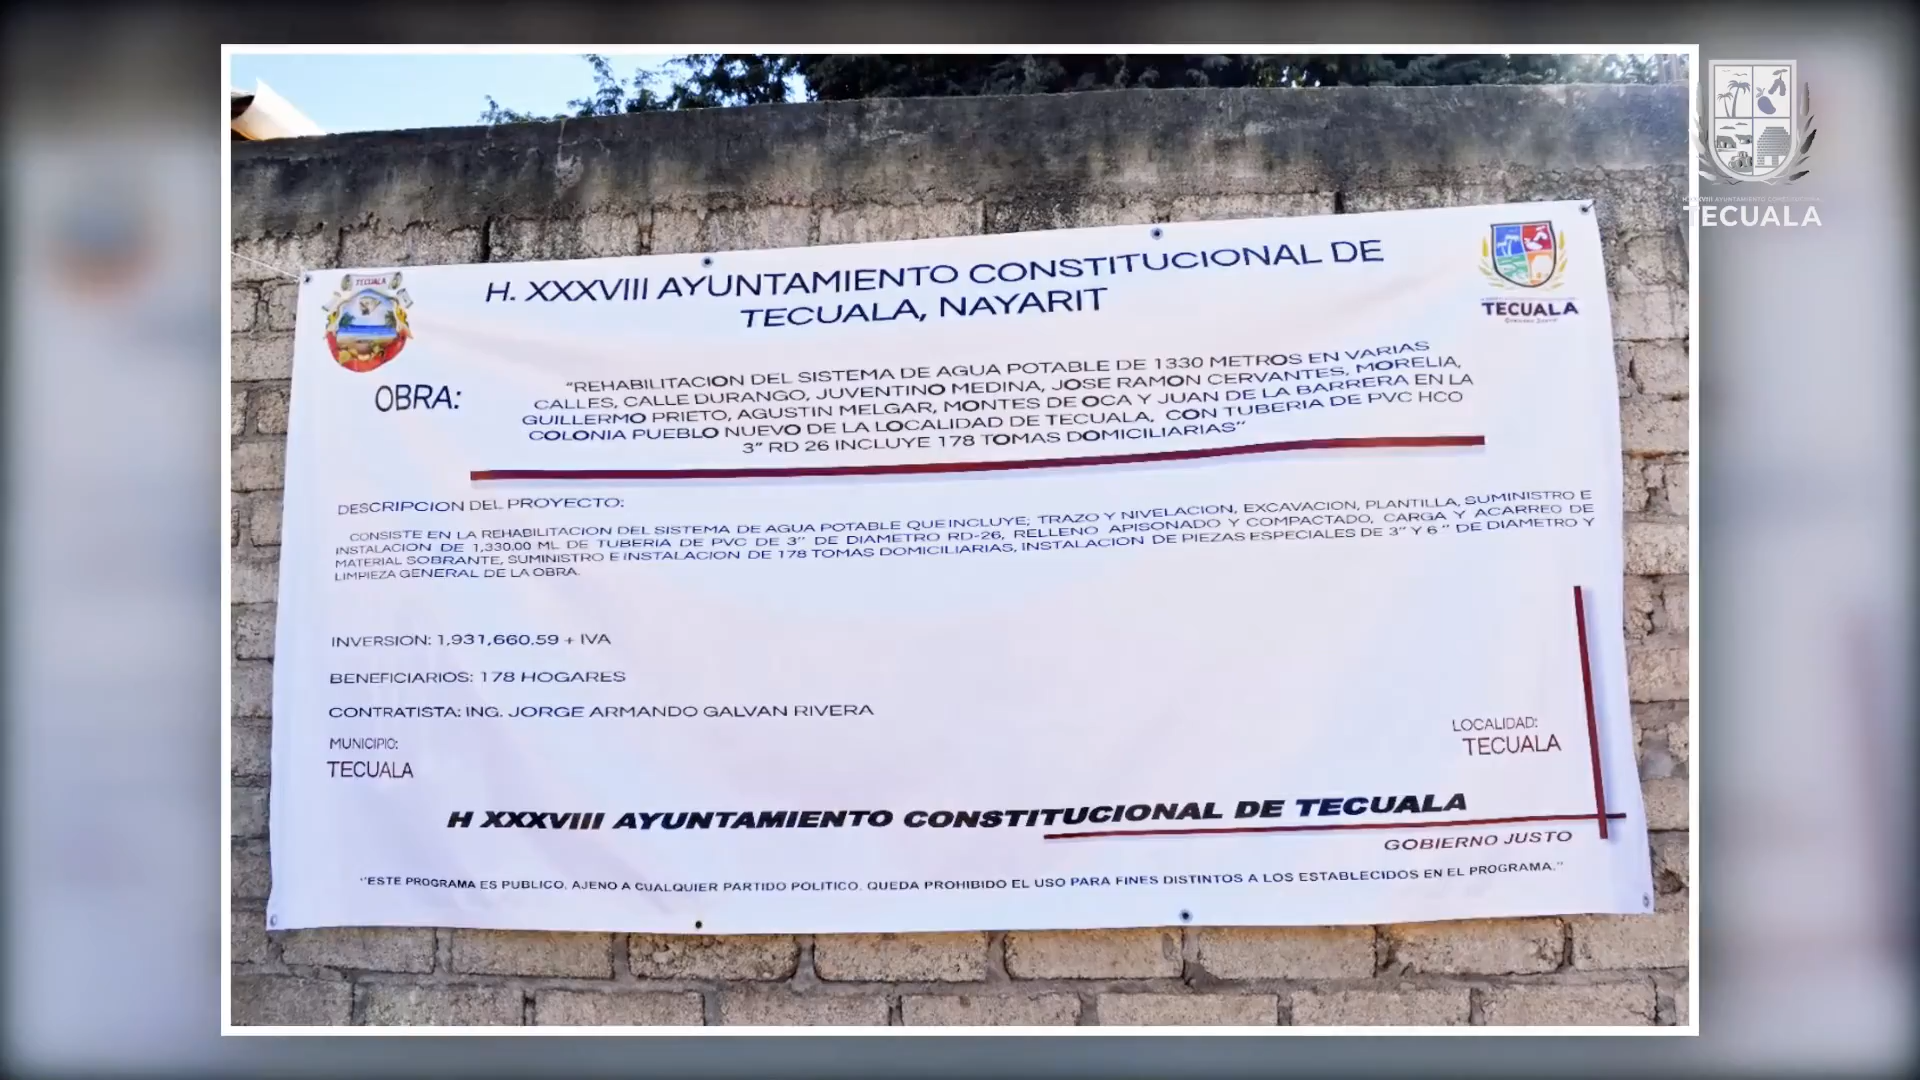 H. XXXVIII AYUNTAMIENTO CONSTITUCIONAL DE
TECUALA, NAYARIT
TECUALA
TECUALA
OBRA:
"REHABILITACION DEL SISTEMA DE AGUA POTABLE DE 1330 METROS EN VARIAS
CALLES, CALLE DURANGO, JUVENTINO MEDINA, JOSE RAMON CERVANTES, MORELIA,
GUILLERMO PRIETO, AGUSTIN MELGAR, MONTES DE OCA Y JUAN DE LA BARRERA EN LA
COLONIA PUEBLO NUEVO DE LA LOCALIDAD DE TECUALA, CON TUBERIA DE PVC HCO
3" RD 26 INCLUYE 178 TOMAS DOMICILIARIAS"
DESCRIPCION DEL PROYECTO:
CONSISTE EN LA REHABILITACION DEL SISTEMA DE AGUA POTABLE QUE INCLUYE; TRAZO Y NIVELACION, EXCAVACION, PLANTILLA, SUMINISTRO E
INSTALACION DE 1,330.00 ML DE TUBERIA DE PVC DE 3" DE DIAMETRO RD-26, RELLENO APISONADO Y COMPACTADO, CARGA Y ACARREO DE
MATERIAL SOBRANTE, SUMINISTRO E INSTALACION DE 178 TOMAS DOMICILIARIAS, INSTALACION DE PIEZAS ESPECIALES DE 3" Y 6 " DE DIAMETRO Y
LIMPIEZA GENERAL DE LA OBRA.
INVERSION: 1,931,660.59 + IVA
BENEFICIARIOS: 178 HOGARES
CONTRATISTA: ING. JORGE ARMANDO GALVAN RIVERA
MUNICIPIO:
TECUALA
LOCALIDAD:
TECUALA
H XXXVIII AYUNTAMIENTO CONSTITUCIONAL DE TECUALA
GOBIERNO JUSTO
"ESTE PROGRAMA ES PUBLICO, AJENO A CUALQUIER PARTIDO POLITICO. QUEDA PROHIBIDO EL USO PARA FINES DISTINTOS A LOS ESTABLECIDOS EN EL PROGRAMA."
TECUALA